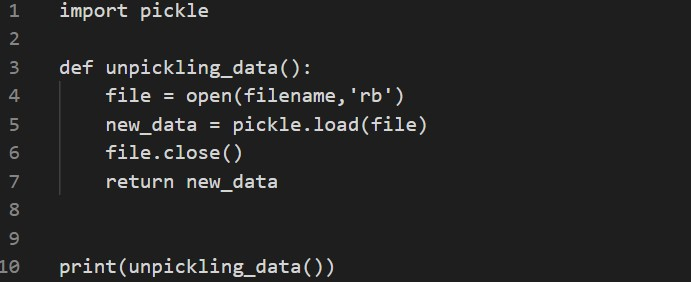 1 import pickle
2
3 def unpickling_data():
4     file = open(filename,'rb')
5     new_data = pickle.load(file)
6     file.close()
7     return new_data
8
9
10 print(unpickling_data())